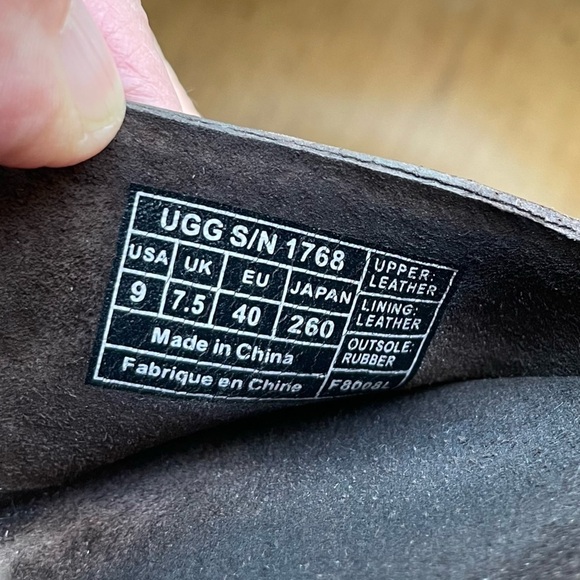 UGG S/N 1768
USA UK EU JAPAN
9 7.5 40 260
Made in China
Fabrique en Chine
UPPER:
LEATHER
LINING:
LEATHER
OUTSOLE:
RUBBER